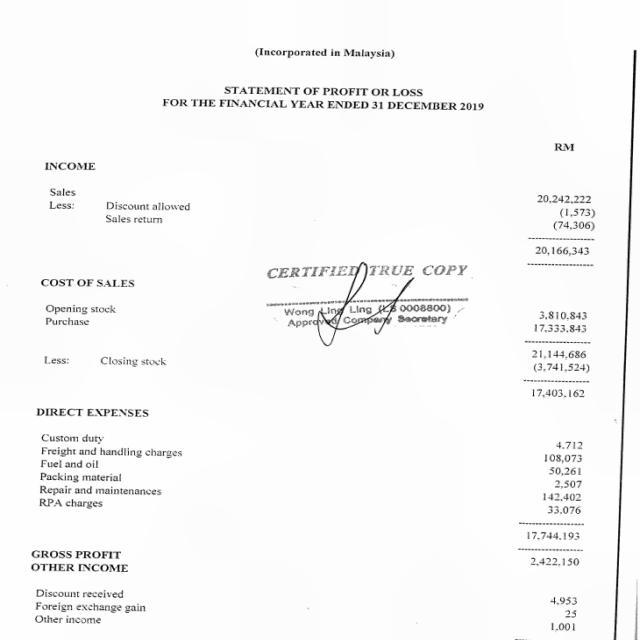 (Incorporated in Malaysia)
STATEMENT OF PROFIT OR LOSS
FOR THE FINANCIAL YEAR ENDED 31 DECEMBER 2019
RM
INCOME
Sales 20,242,222
Less: Discount allowed (1,573)
Sales return (74,306)
20,166,343
CERTIFIED TRUE COPY
COST OF SALES
Wong Ling Ling (LS 0008800)
Approved Company Secretary
Opening stock 3,810,843
Purchase 17,333,843
21,144,686
Less: Closing stock (3,741,524)
17,403,162
DIRECT EXPENSES
Custom duty 4,712
Freight and handling charges 108,073
Fuel and oil 50,261
Packing material 2,507
Repair and maintenances 142,402
RPA charges 33,076
17,744,193
GROSS PROFIT 2,422,150
OTHER INCOME
Discount received 4,953
Foreign exchange gain 25
Other income 1,001